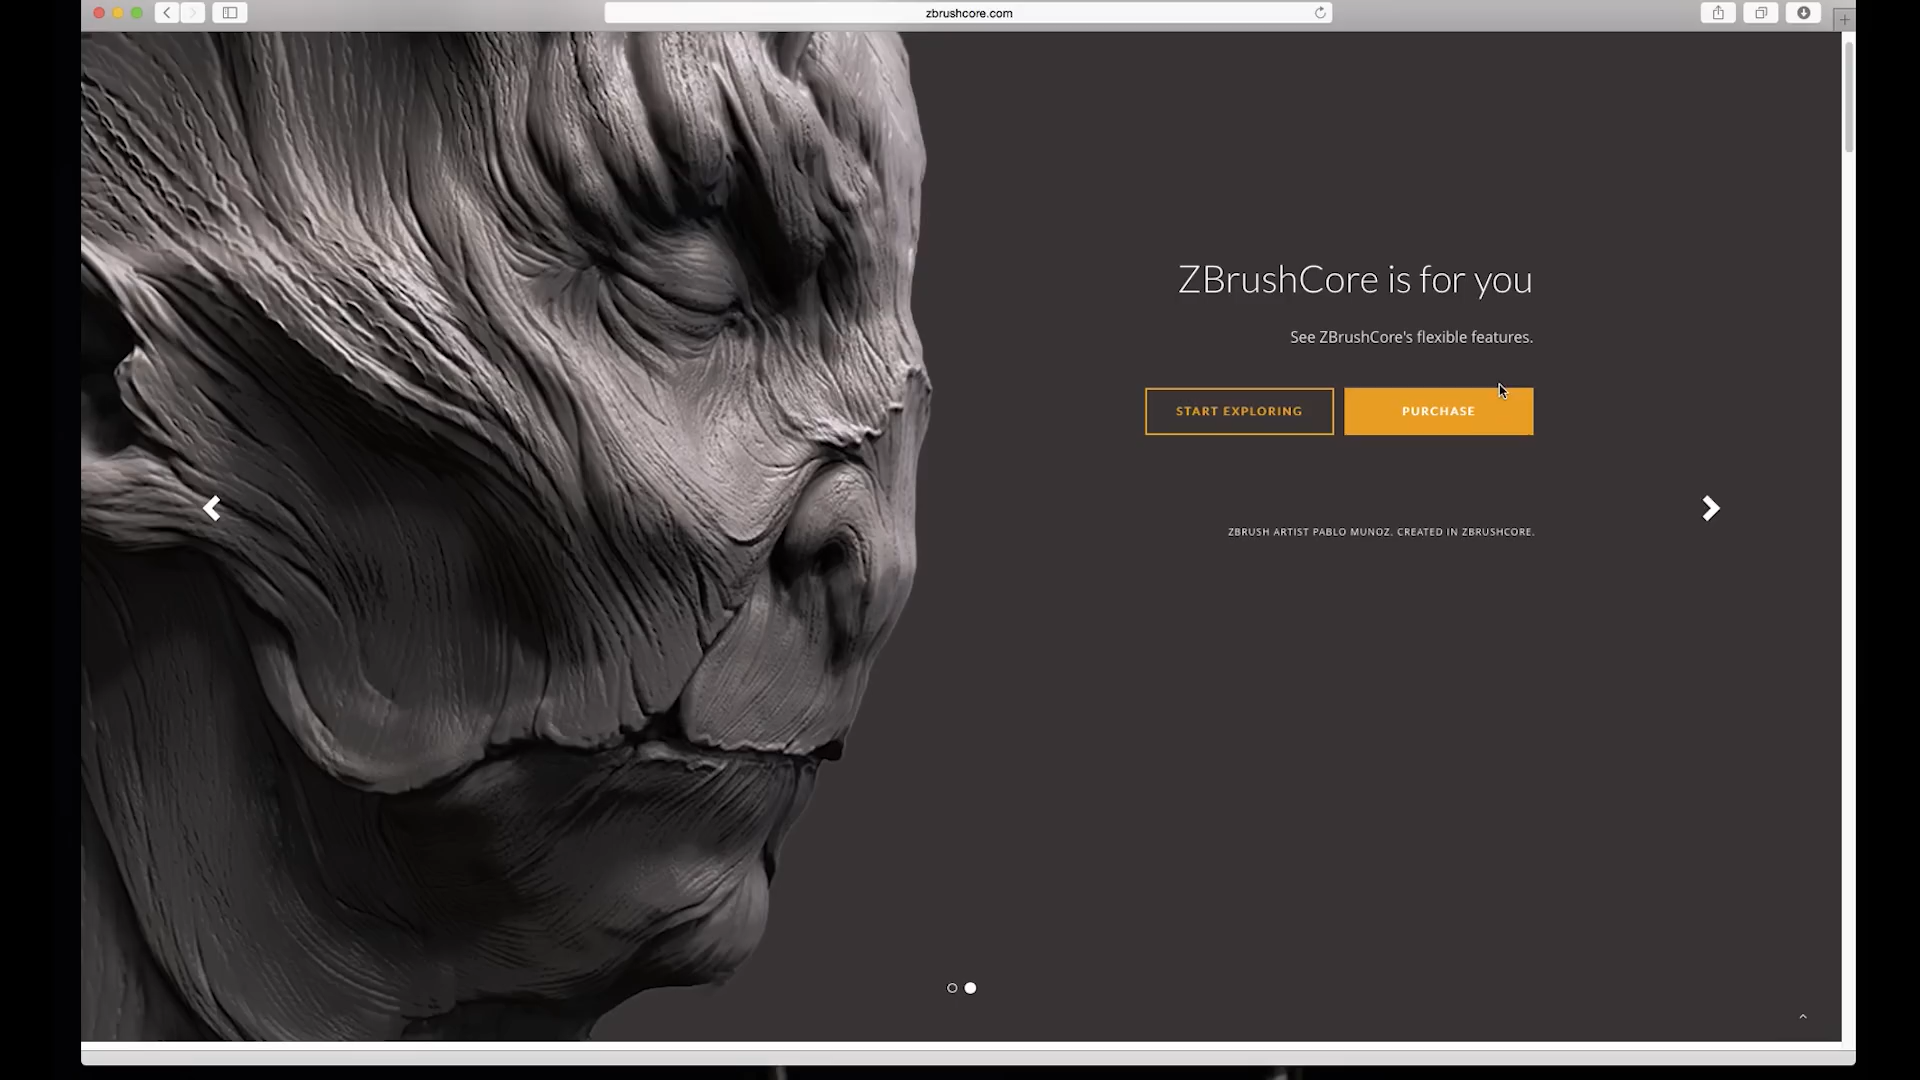 zbrushcore.com
ZBrushCore is for you
See ZBrushCore's flexible features.
START EXPLORING
PURCHASE
ZBRUSH ARTIST PABLO MUNOZ. CREATED IN ZBRUSHCORE.